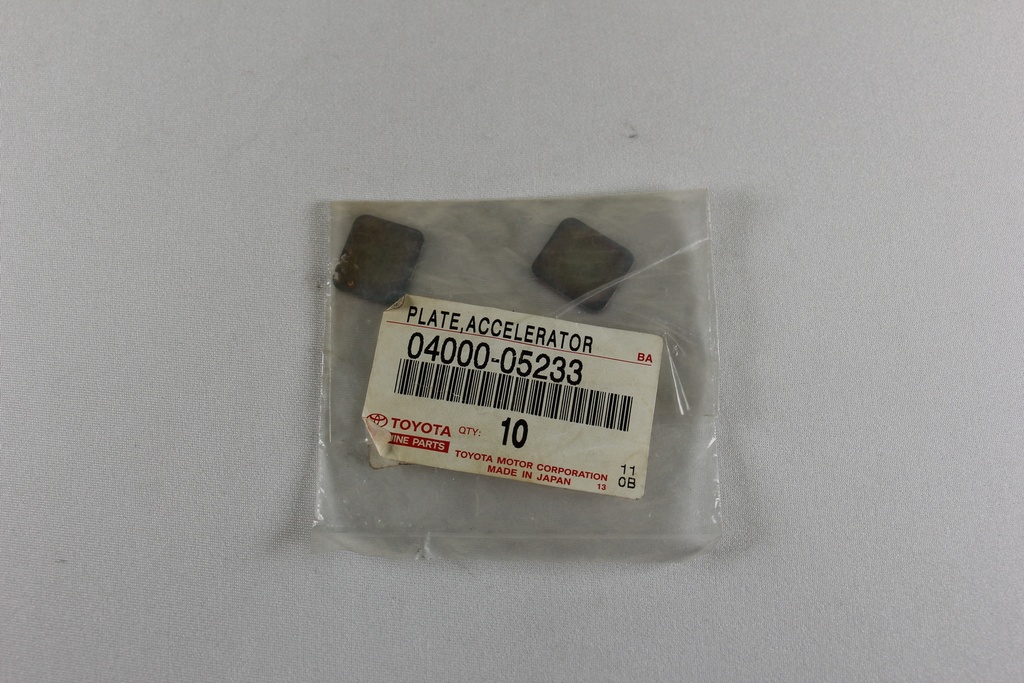 PLATE,ACCELERATOR
BA
04000-05233
TOYOTA QTY: 10
INE PARTS
TOYOTA MOTOR CORPORATION 11
MADE IN JAPAN 13 0B